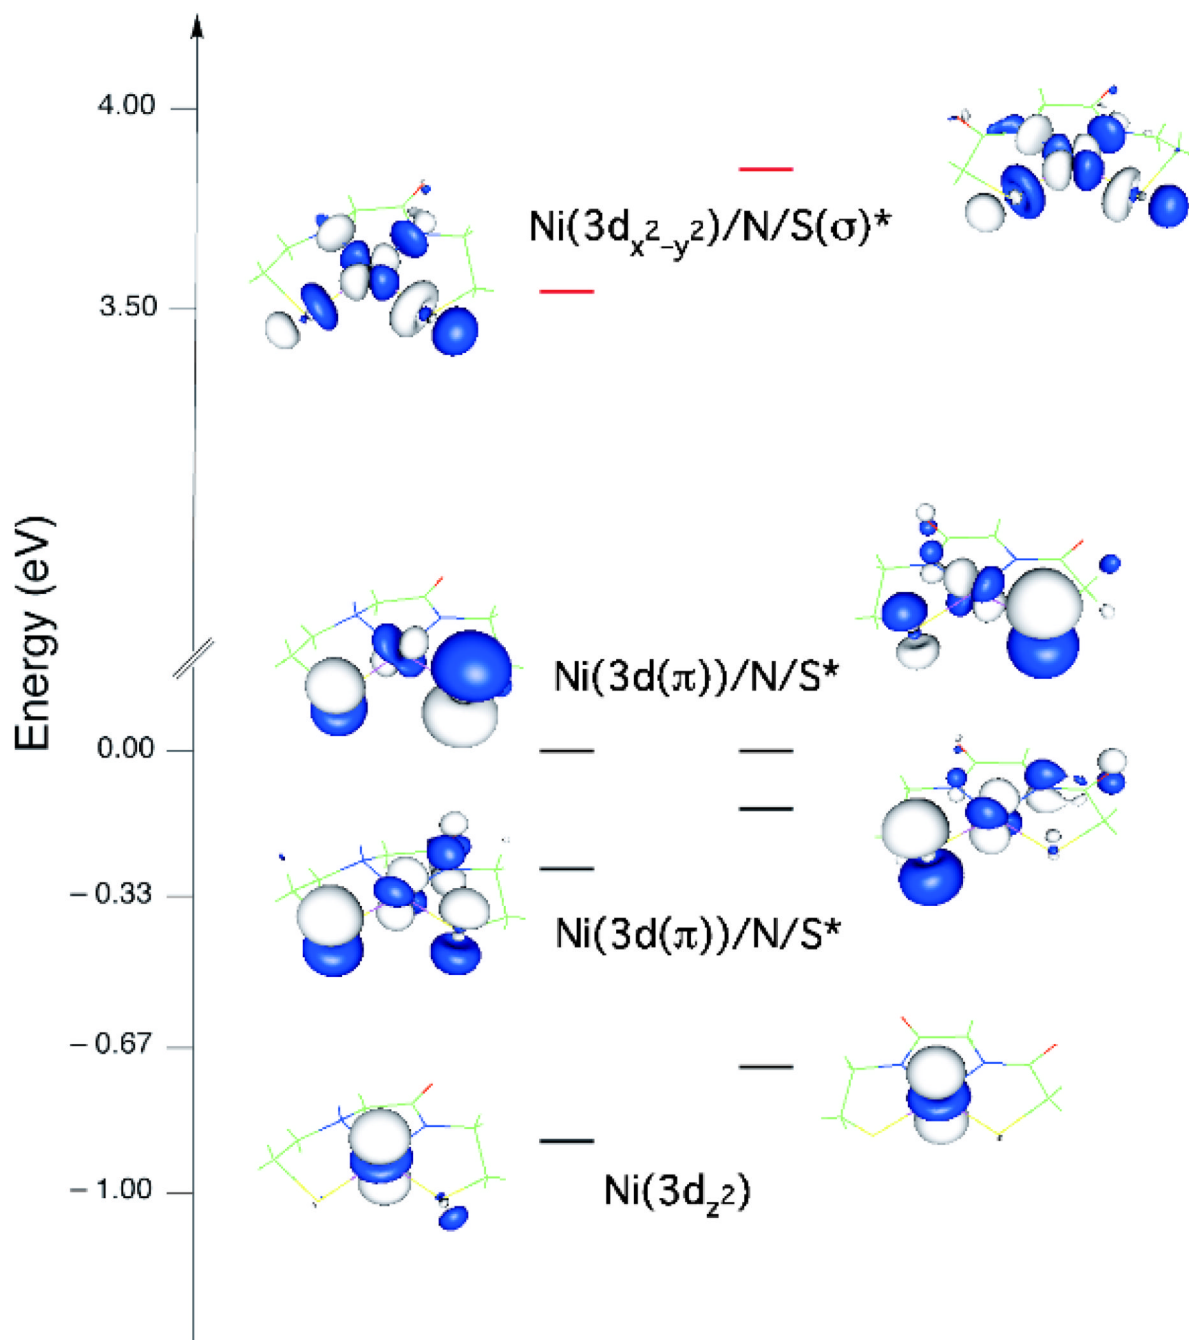 4.00
Ni(3dx²−y²)/N/S(σ)*
3.50
Energy (eV)
Ni(3d(π))/N/S*
0.00
−0.33
Ni(3d(π))/N/S*
−0.67
−1.00
Ni(3dz²)